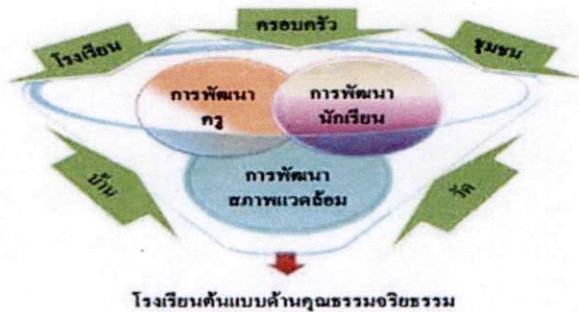 ครอบครัว
โรงเรียน
ชุมชน
การพัฒนา
ครู
การพัฒนา
นักเรียน
การพัฒนา
สภาพแวดล้อม
บ้าน
วัด
โรงเรียนต้นแบบด้านคุณธรรมจริยธรรม